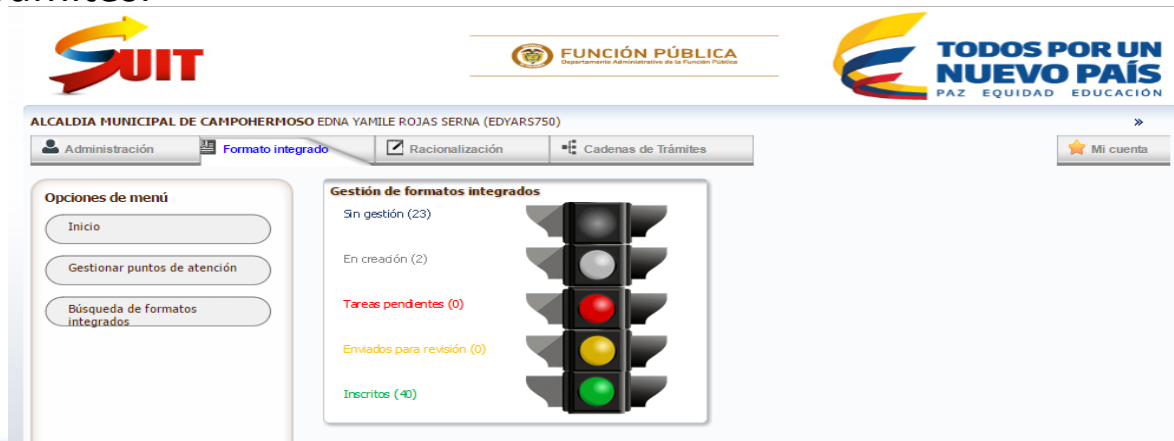 SUIT
FUNCIÓN PÚBLICA
Departamento Administrativo de la Función Pública
TODOS POR UN
NUEVO PAÍS
PAZ EQUIDAD EDUCACIÓN
ALCALDIA MUNICIPAL DE CAMPOHERMOSO EDNA YAMILE ROJAS SERNA (EDYARS750) »
Administración Formato integrado Racionalización Cadenas de Trámites Mi cuenta
Opciones de menú
Inicio
Gestionar puntos de atención
Búsqueda de formatos
integrados
Gestión de formatos integrados
Sin gestión (23)
En creación (2)
Tareas pendientes (0)
Enviados para revisión (0)
Inscritos (40)